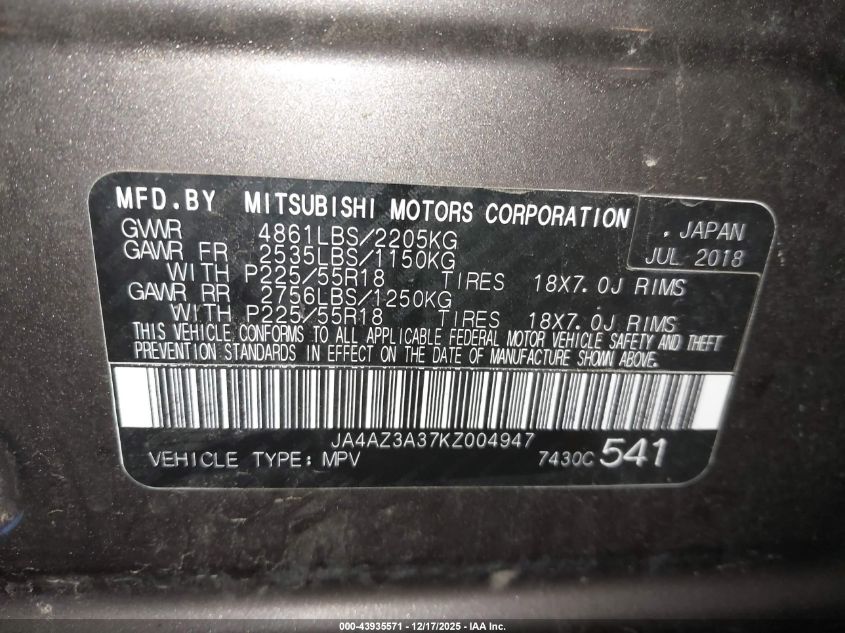 MFD.BY MITSUBISHI MOTORS CORPORATION
. JAPAN
JUL 2018
GWWR 4861LBS/2205KG
GAWR FR 2535LBS/1150KG
WITH P225/55R18 TIRES 18X7.0J RIMS
GAWR RR 2756LBS/1250KG
WITH P225/55R18 TIRES 18X7.0J RIMS
THIS VEHICLE CONFORMS TO ALL APPLICABLE FEDERAL MOTOR VEHICLE SAFETY AND THEFT
PREVENTION STANDARDS IN EFFECT ON THE DATE OF MANUFACTURE SHOWN ABOVE.
JA4AZ3A37KZ004947
VEHICLE TYPE: MPV 7430C 541
000-43935571 / 12/17/2025 - IAA Inc.